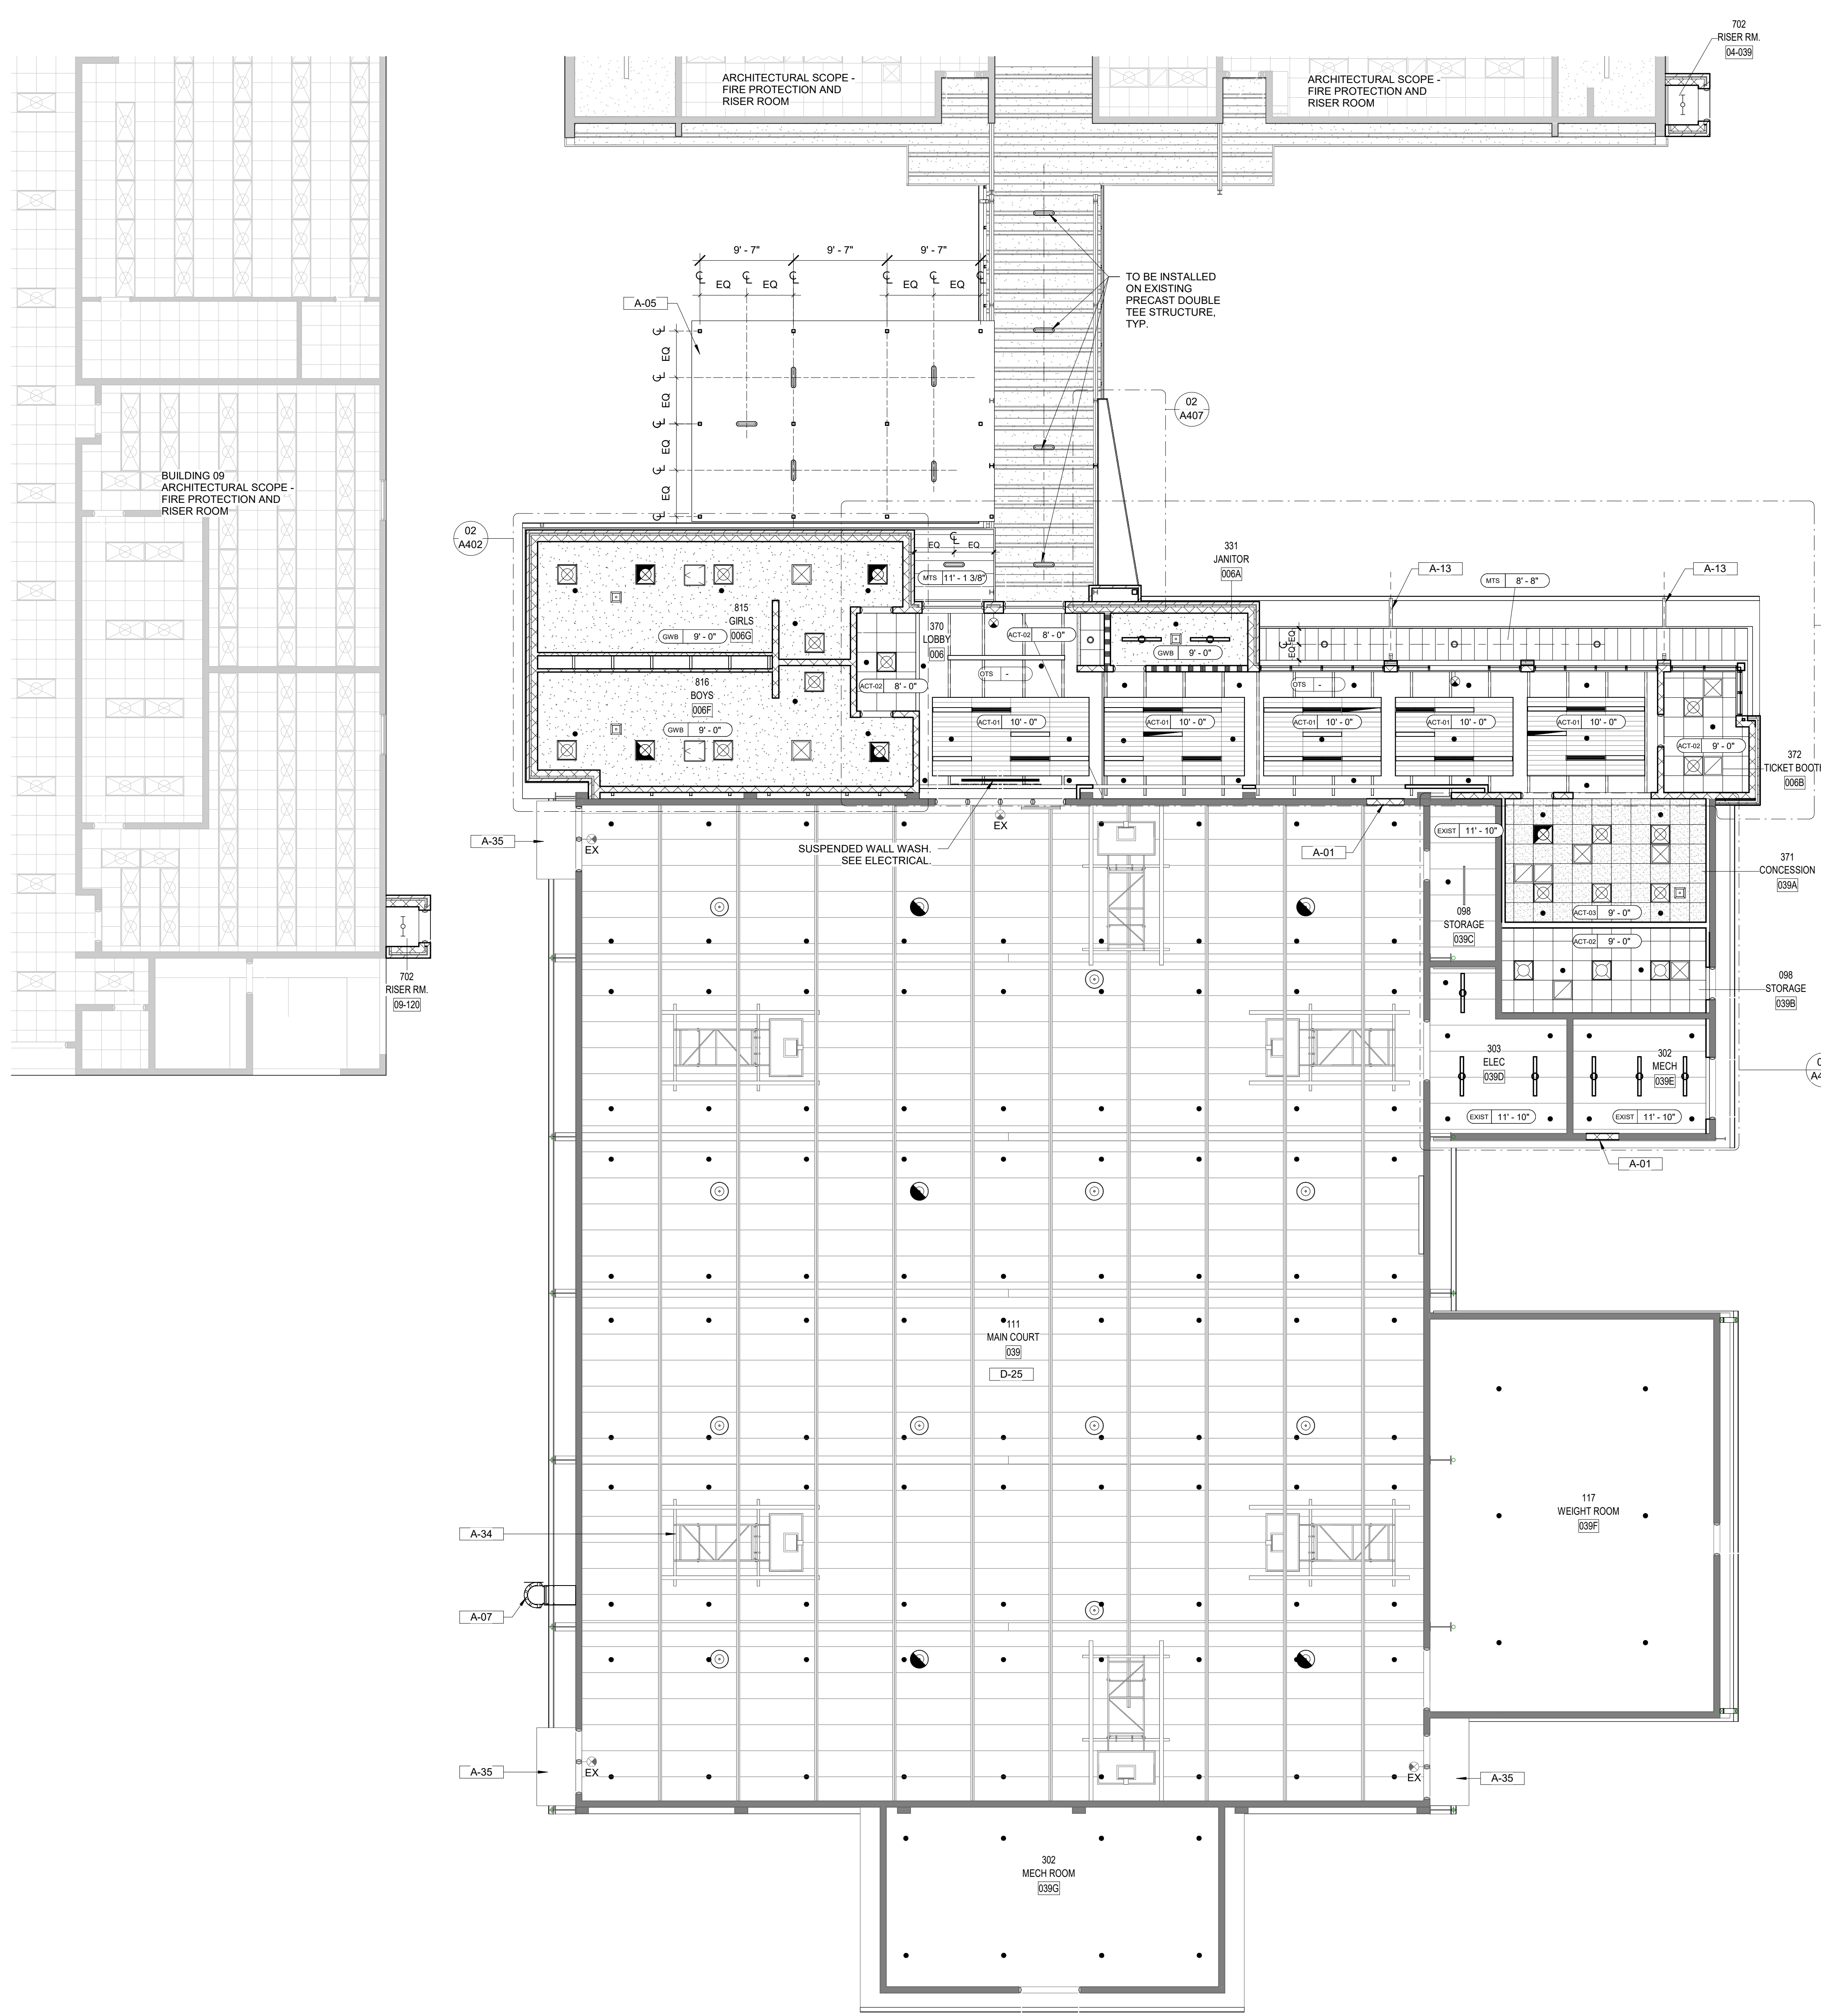 702
RISER RM.
04-039
ARCHITECTURAL SCOPE -
FIRE PROTECTION AND
RISER ROOM
ARCHITECTURAL SCOPE -
FIRE PROTECTION AND
RISER ROOM
9' - 7"
9' - 7"
9' - 7"
EQ
EQ
EQ
EQ
A-05
TO BE INSTALLED
ON EXISTING
PRECAST DOUBLE
TEE STRUCTURE,
TYP.
EQ
EQ
EQ
EQ
02
A407
BUILDING 09
ARCHITECTURAL SCOPE -
FIRE PROTECTION AND
RISER ROOM
02
A402
EQ
EQ
MTS 11' - 1 3/8"
331
JANITOR
006A
A-13
A-13
MTS 8' - 8"
815
GIRLS
006G
GWB 9' - 0"
370
LOBBY
006
ACT-02 8' - 0"
GWB 9' - 0"
EQ
EQ
OTS -
OTS -
816
BOYS
006F
GWB 9' - 0"
ACT-02 8' - 0"
ACT-01 10' - 0"
ACT-01 10' - 0"
ACT-01 10' - 0"
ACT-01 10' - 0"
ACT-01 10' - 0"
ACT-02 9' - 0"
372
TICKET BOOTH
006B
A-35
EX
EX
SUSPENDED WALL WASH.
SEE ELECTRICAL.
A-01
EXIST 11' - 10"
371
CONCESSION
039A
098
STORAGE
039C
ACT-03 9' - 0"
ACT-02 9' - 0"
098
STORAGE
039B
702
RISER RM.
09-120
303
ELEC
039D
302
MECH
039E
EXIST 11' - 10"
EXIST 11' - 10"
A-01
111
MAIN COURT
039
D-25
117
WEIGHT ROOM
039F
A-34
A-07
A-35
EX
EX
A-35
302
MECH ROOM
039G